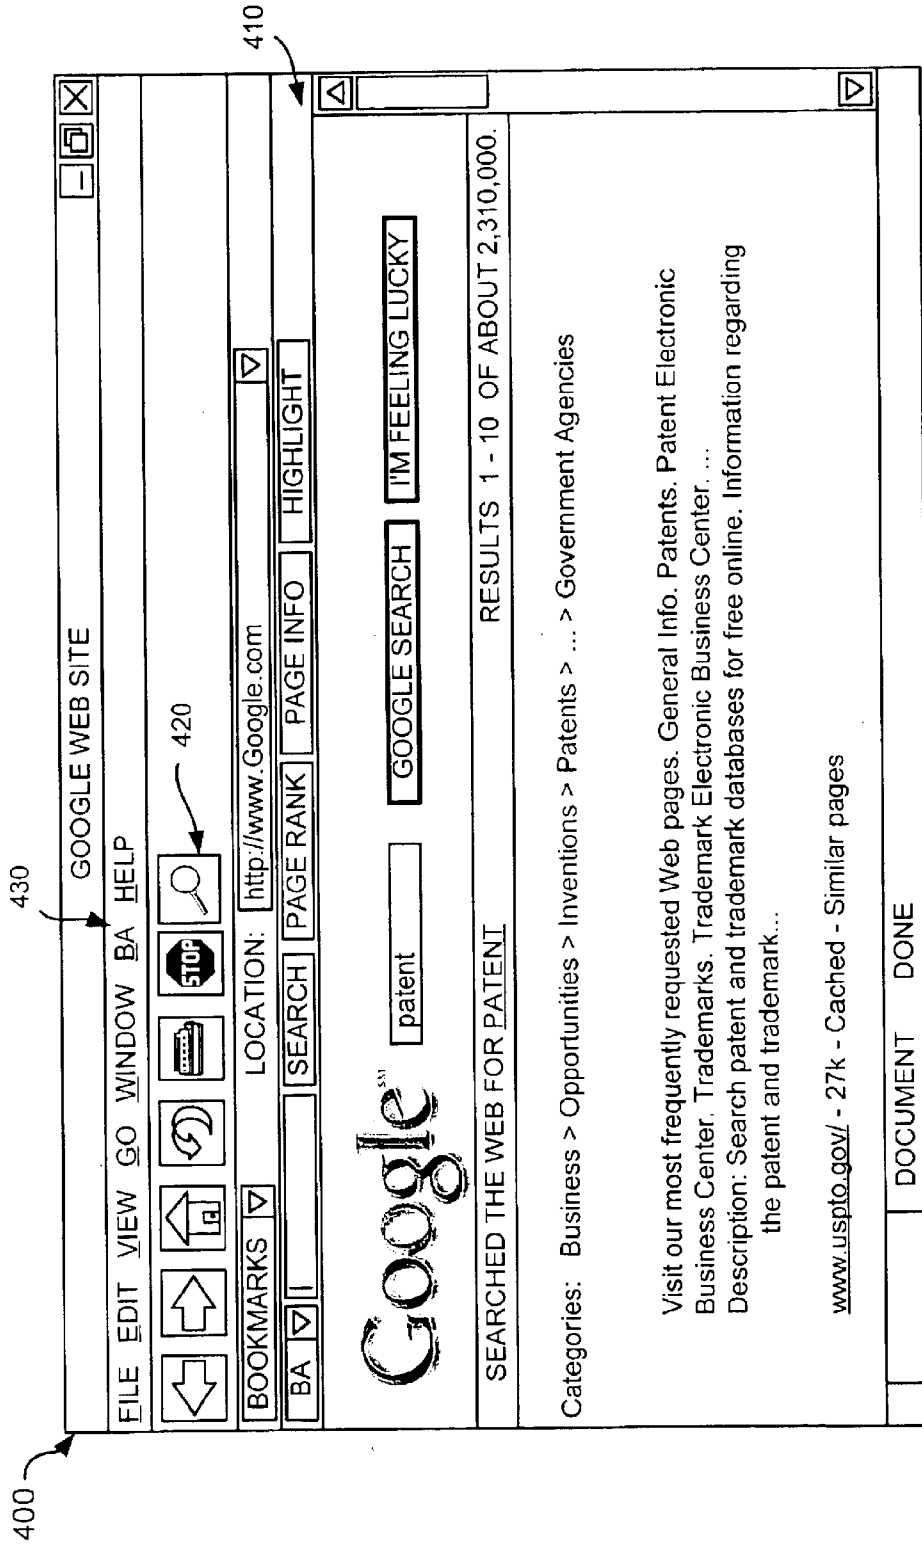 400
430
GOOGLE WEB SITE
FILE EDIT VIEW GO WINDOW BA HELP
STOP
420
BOOKMARKS LOCATION: http://www.Google.com
BA SEARCH PAGE RANK PAGE INFO HIGHLIGHT
410
Google SM patent GOOGLE SEARCH I'M FEELING LUCKY
SEARCHED THE WEB FOR PATENT RESULTS 1 - 10 OF ABOUT 2,310,000.
Categories: Business > Opportunities > Inventions > Patents > ... > Government Agencies
Visit our most frequently requested Web pages. General Info. Patents. Patent Electronic
Business Center. Trademarks. Trademark Electronic Business Center. ...
Description: Search patent and trademark databases for free online. Information regarding
the patent and trademark...
www.uspto.gov/ - 27k - Cached - Similar pages
DOCUMENT DONE